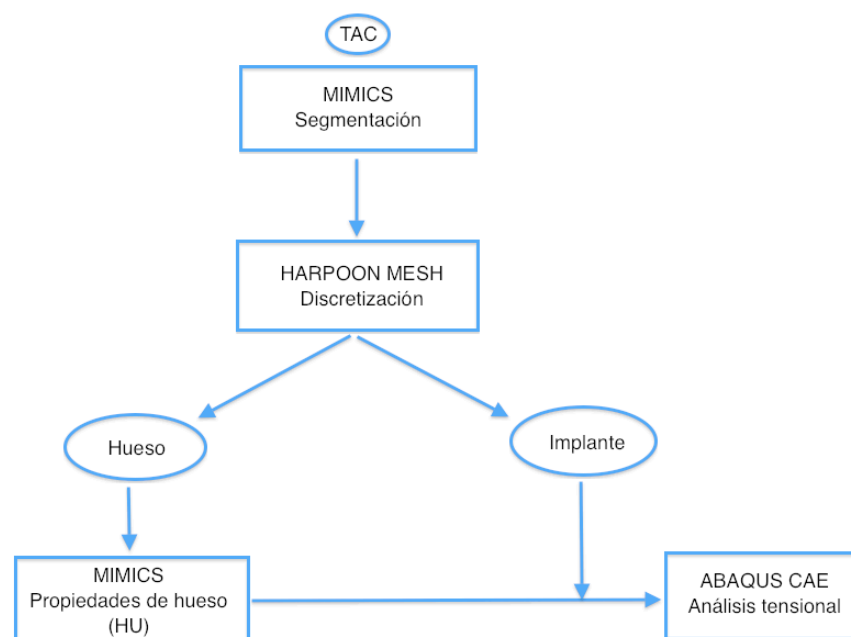 TAC
MIMICS
Segmentación
HARPOON MESH
Discretización
Hueso
Implante
MIMICS
Propiedades de hueso
(HU)
ABAQUS CAE
Análisis tensional